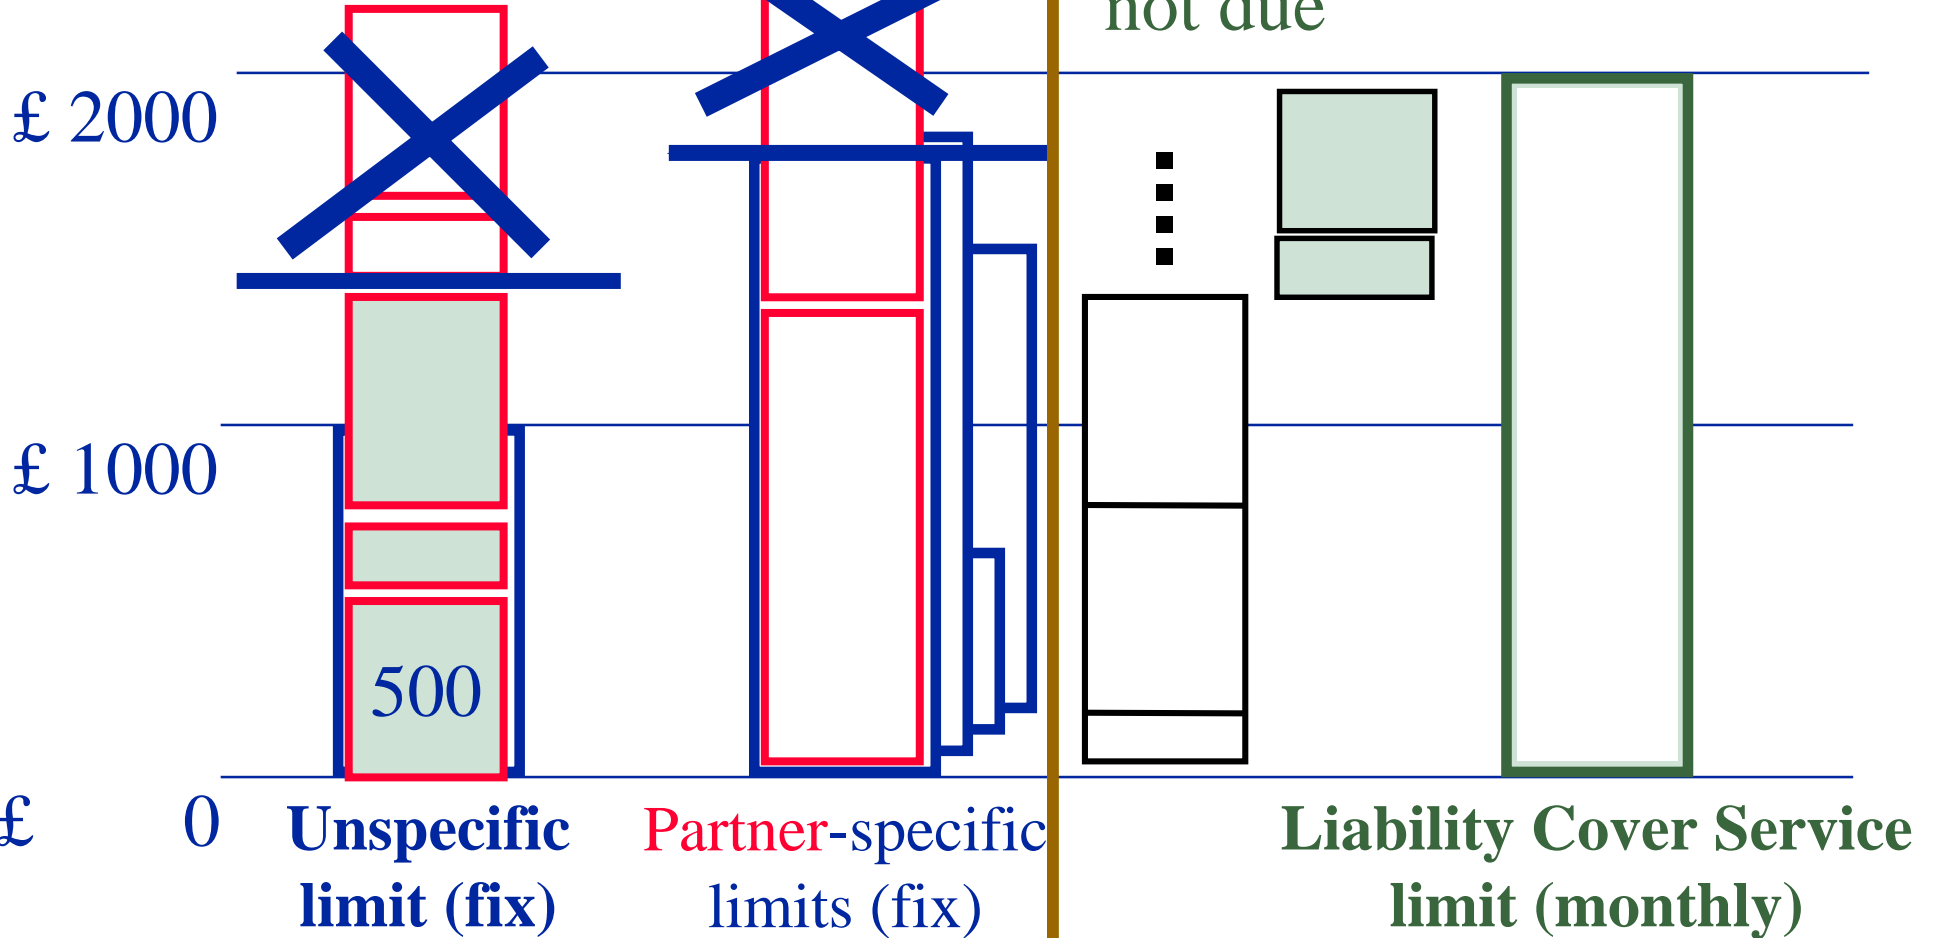 not due
£ 2000
£ 1000
500
£ 0
Unspecific
limit (fix)
Partner-specific
limits (fix)
Liability Cover Service
limit (monthly)